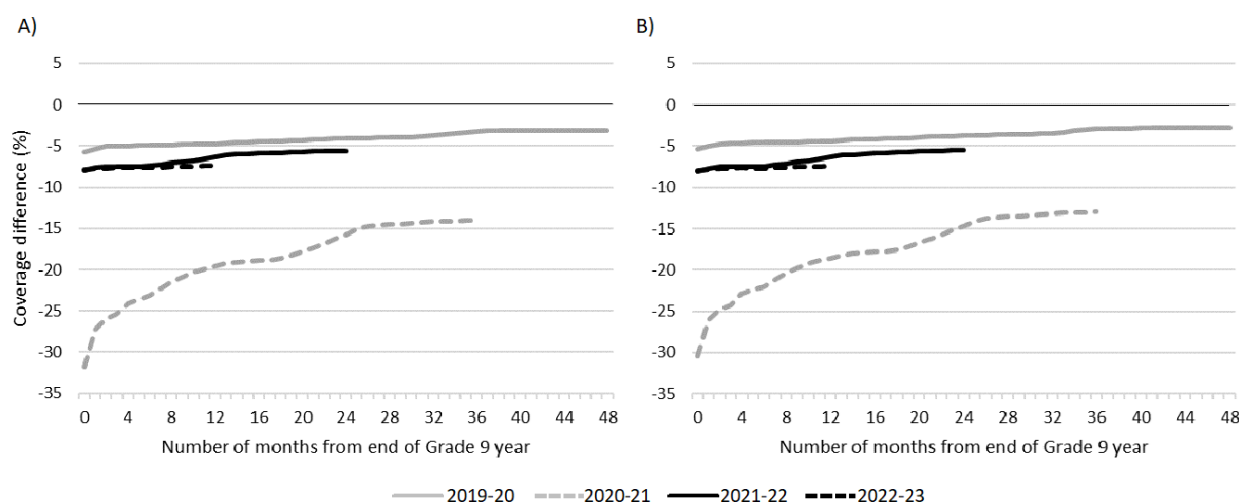 A)
B)
Coverage difference (%)
5
0
-5
-10
-15
-20
-25
-30
-35
0 4 8 12 16 20 24 28 32 36 40 44 48
Number of months from end of Grade 9 year
5
0
-5
-10
-15
-20
-25
-30
-35
0 4 8 12 16 20 24 28 32 36 40 44 48
Number of months from end of Grade 9 year
2019-20 2020-21 2021-22 2022-23